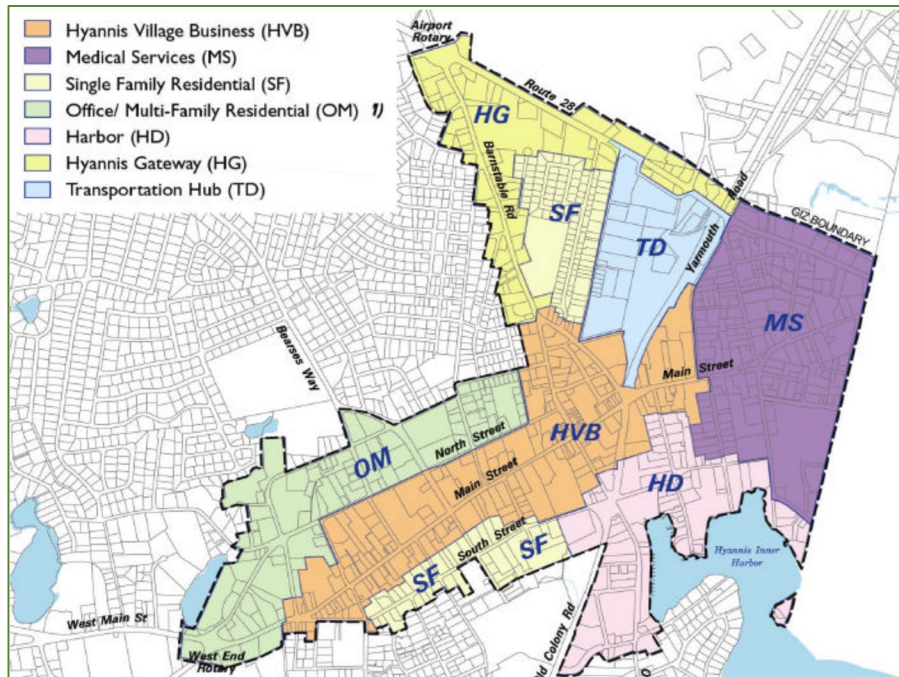 Hyannis Village Business (HVB)
Medical Services (MS)
Single Family Residential (SF)
Office/ Multi-Family Residential (OM) 1)
Harbor (HD)
Hyannis Gateway (HG)
Transportation Hub (TD)
Airport
Rotary
Route 28
HG
Barnstable Rd
SF
TD
Yarmouth
Road
GIZ BOUNDARY
MS
Bearses
Way
Main Street
HVB
North Street
OM
Main Street
HD
South Street
SF
SF
Hyannis Inner
Harbor
West Main St
West End
Rotary
Colony Rd